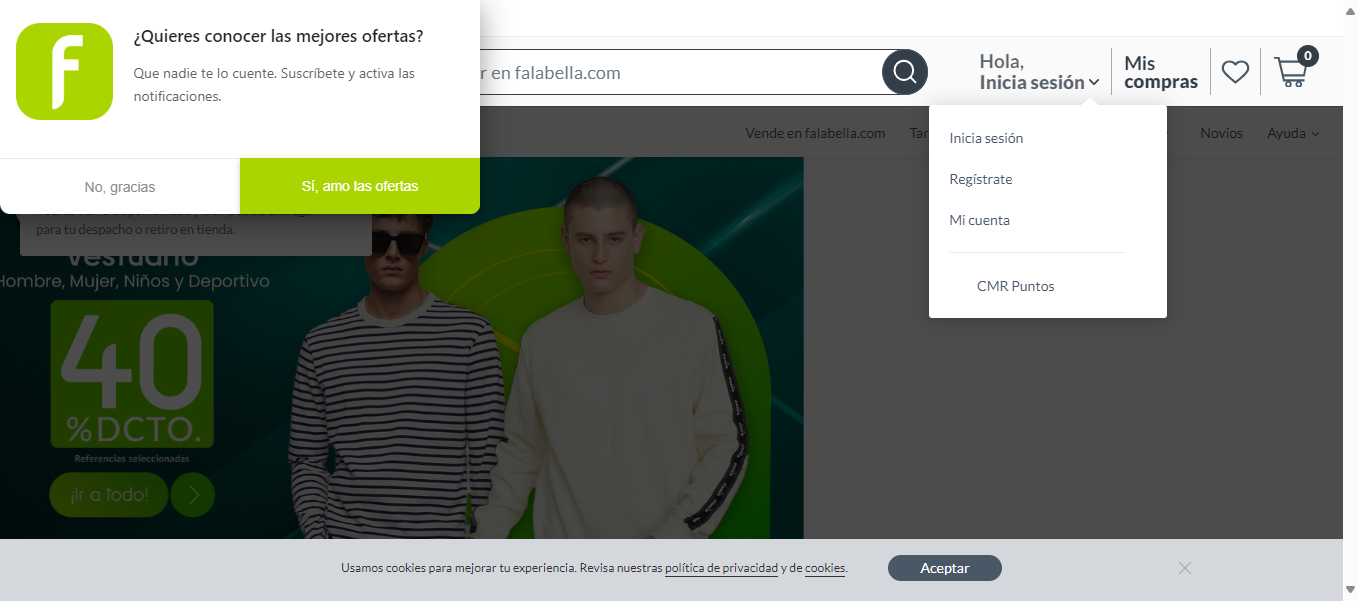 f
¿Quieres conocer las mejores ofertas?
Que nadie te lo cuente. Suscríbete y activa las
notificaciones.
No, gracias
Sí, amo las ofertas
r en falabella.com
Hola,
Inicia sesión
Mis
compras
0
Vende en falabella.com
Novios
Ayuda
Inicia sesión
Regístrate
Mi cuenta
CMR Puntos
para tu despacho o retiro en tienda.
Vestuario
Hombre, Mujer, Niños y Deportivo
40
%DCTO.
Referencias seleccionadas
¡Ir a todo!
Usamos cookies para mejorar tu experiencia. Revisa nuestras política de privacidad y de cookies.
Aceptar